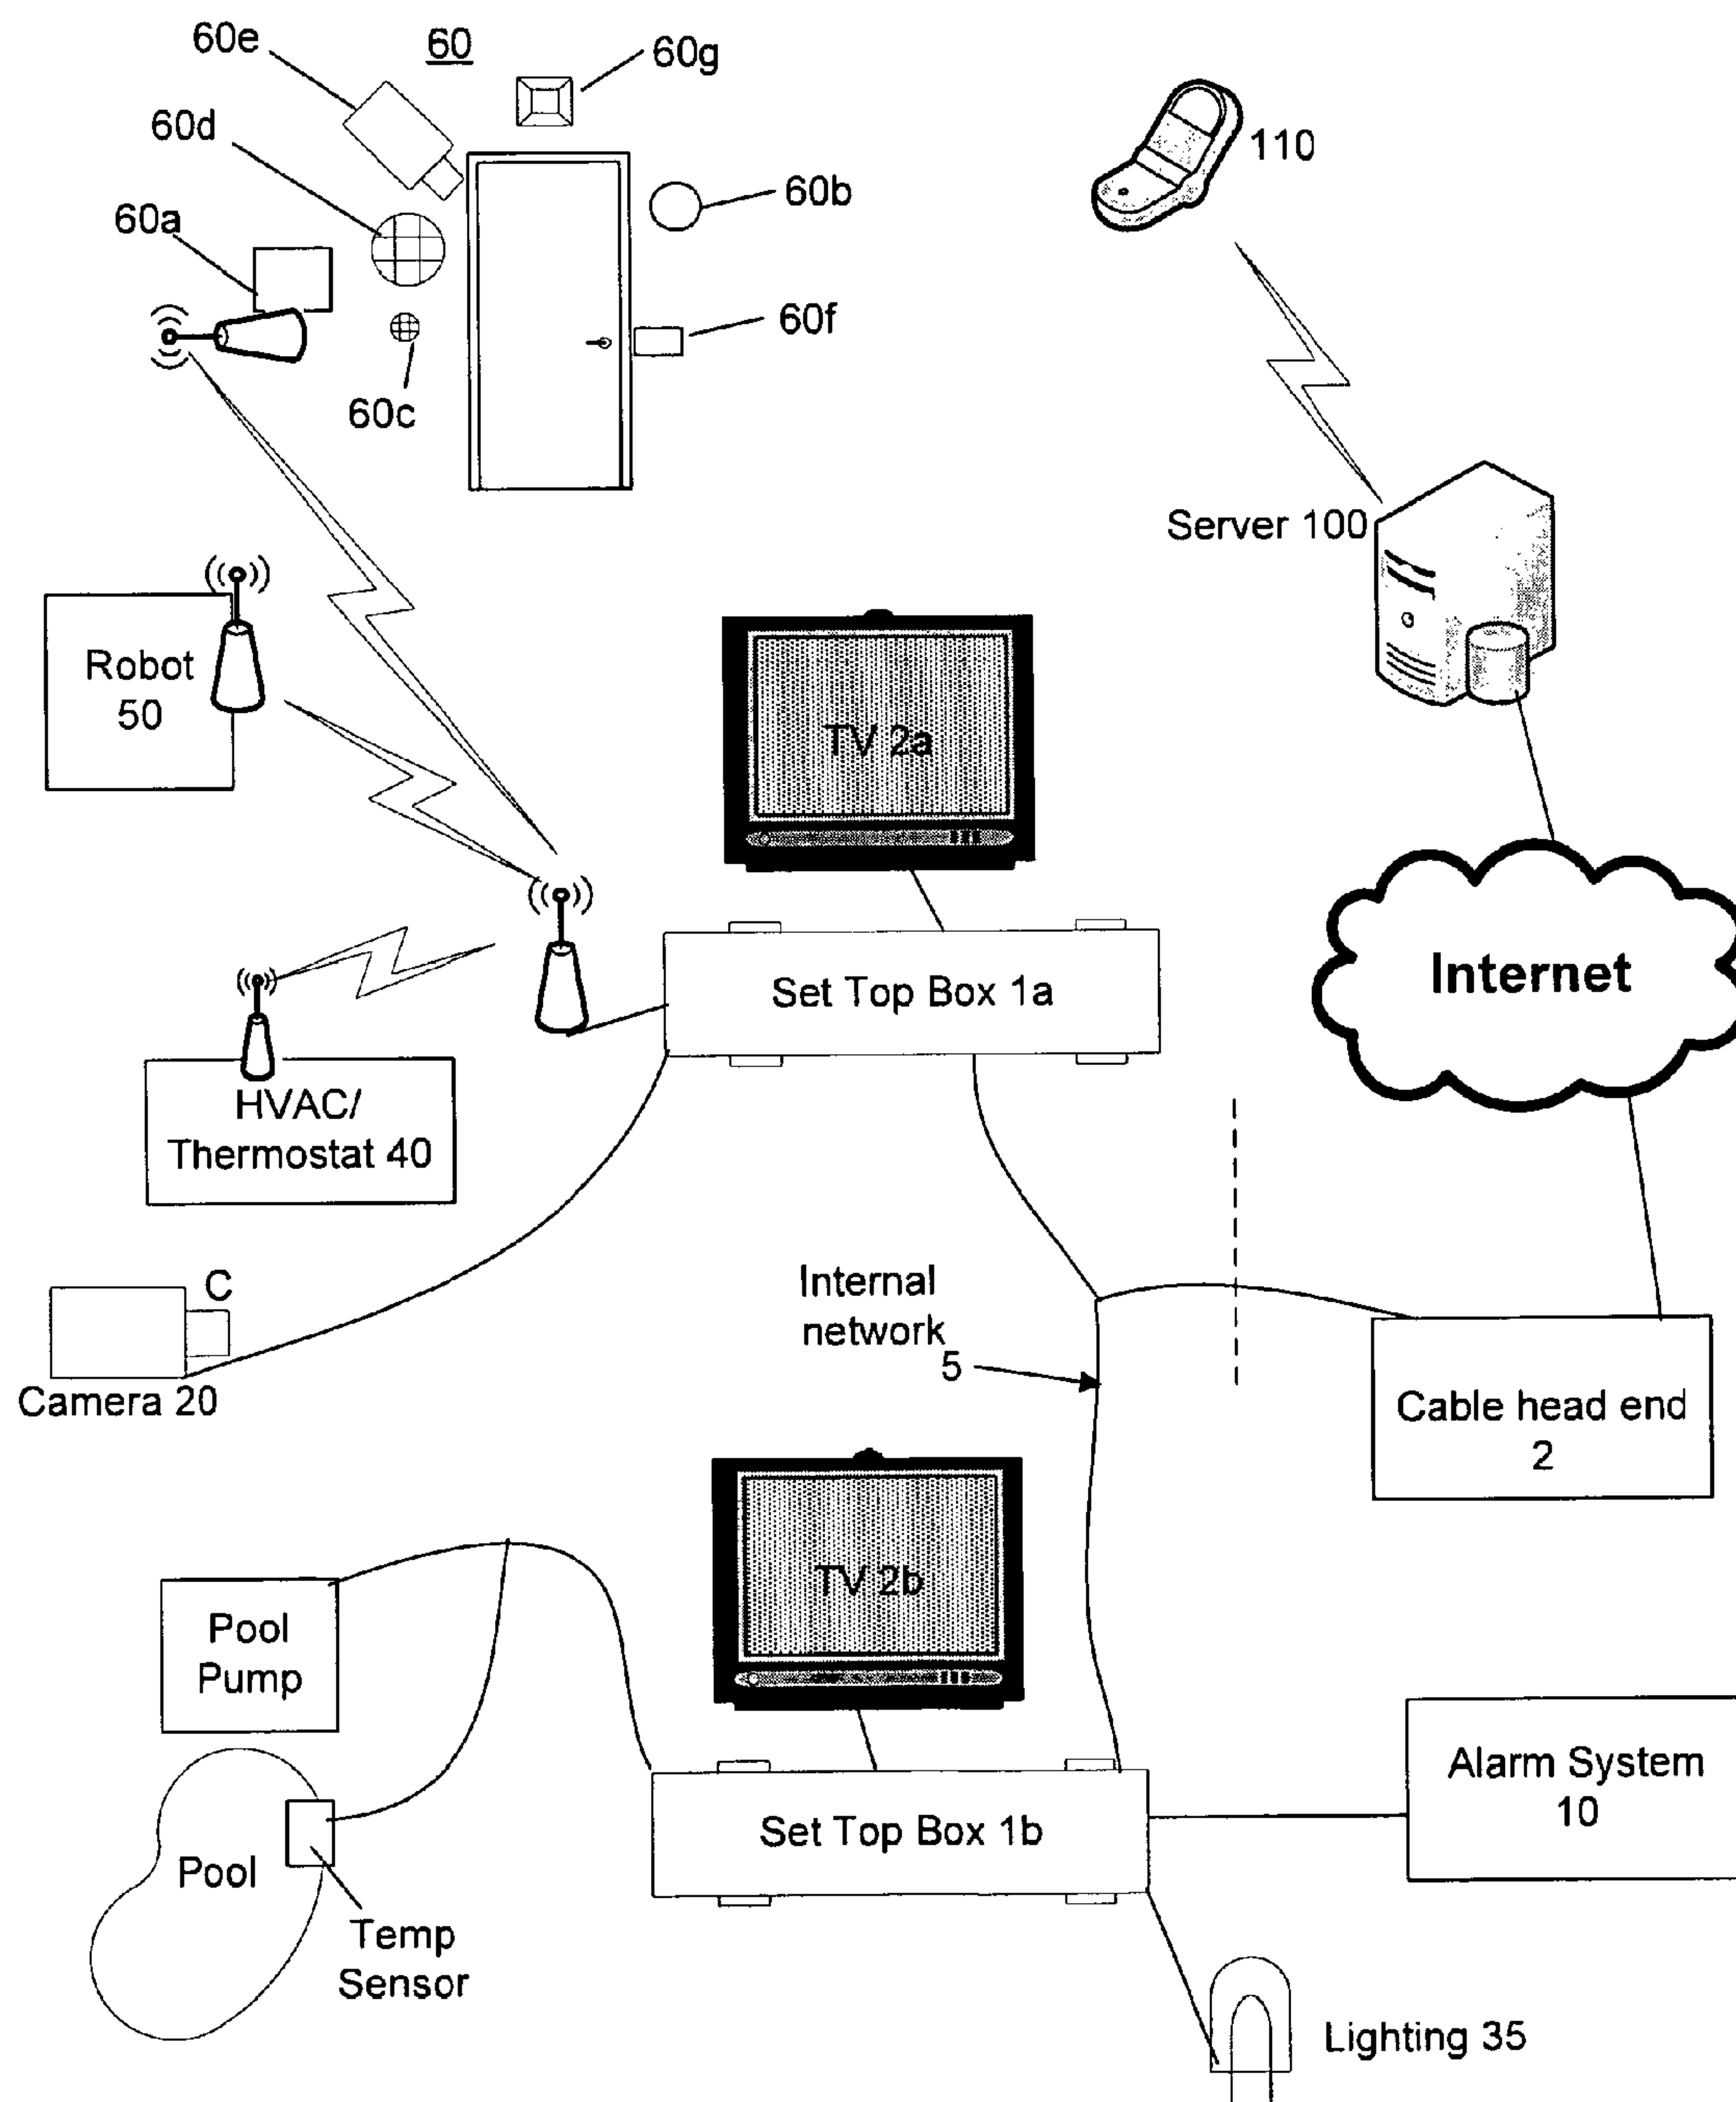 60e
60
60g
60d
110
60b
60a
60f
60c
Server 100
Robot
50
TV 2a
Internet
Set Top Box 1a
HVAC/
Thermostat 40
Internal
network
5
C
Camera 20
Cable head end
2
TV 2b
Pool
Pump
Alarm System
10
Set Top Box 1b
Pool
Temp
Sensor
Lighting 35